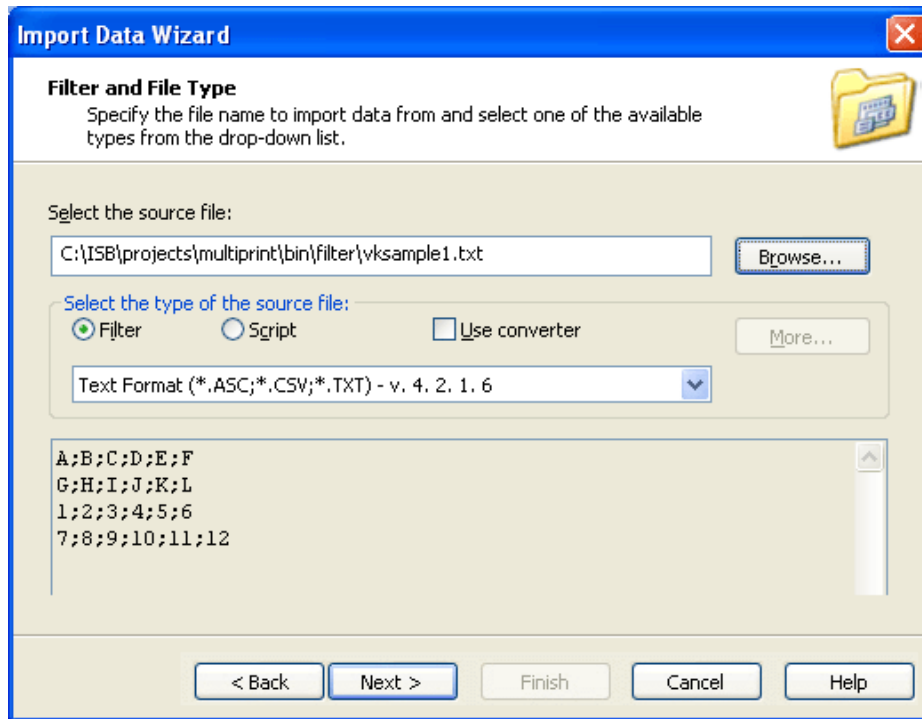 Import Data Wizard
Filter and File Type
Specify the file name to import data from and select one of the available
types from the drop-down list.
Select the source file:
C:\ISB\projects\multiprint\bin\filter\vksample1.txt
Browse...
Select the type of the source file:
Filter
Script
Use converter
More...
Text Format (*.ASC;*.CSV;*.TXT) - v. 4. 2. 1. 6
A;B;C;D;E;F
G;H;I;J;K;L
1;2;3;4;5;6
7;8;9;10;11;12
< Back
Next >
Finish
Cancel
Help